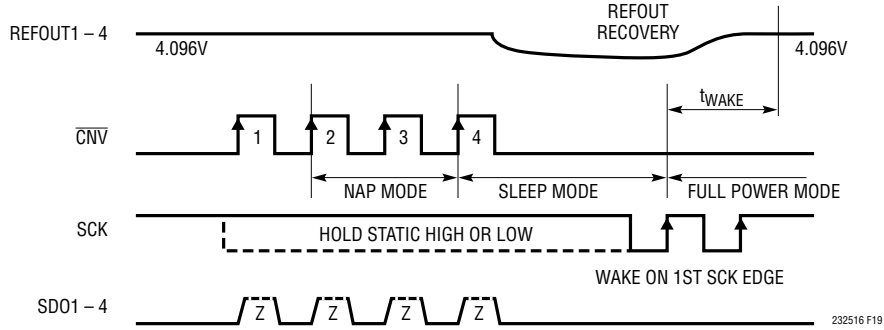 REFOUT
RECOVERY
REFOUT1 – 4
4.096V
4.096V
tWAKE
CNV
1
2
3
4
NAP MODE
SLEEP MODE
FULL POWER MODE
SCK
HOLD STATIC HIGH OR LOW
WAKE ON 1ST SCK EDGE
SDO1 – 4
Z
Z
Z
Z
232516 F19